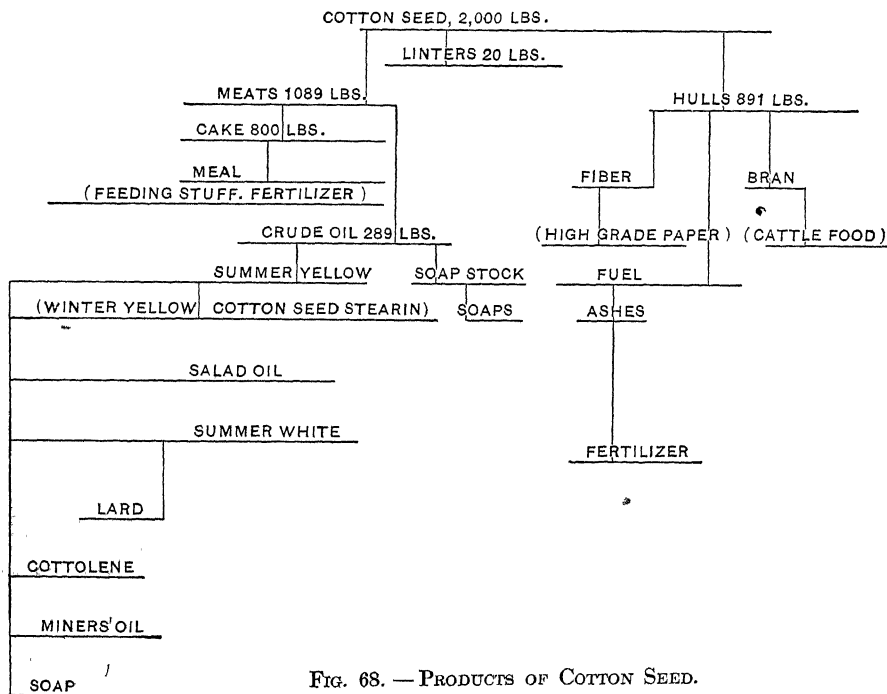 COTTON SEED, 2,000 LBS.
LINTERS 20 LBS.
MEATS 1089 LBS.
HULLS 891 LBS.
CAKE 800 LBS.
MEAL
FIBER
BRAN
(FEEDING STUFF. FERTILIZER)
CRUDE OIL 289 LBS.
(HIGH GRADE PAPER)
(CATTLE FOOD)
SUMMER YELLOW
SOAP STOCK
FUEL
(WINTER YELLOW COTTON SEED STEARIN)
SOAPS
ASHES
SALAD OIL
SUMMER WHITE
FERTILIZER
LARD
COTTOLENE
MINERS' OIL
SOAP
FIG. 68. — PRODUCTS OF COTTON SEED.